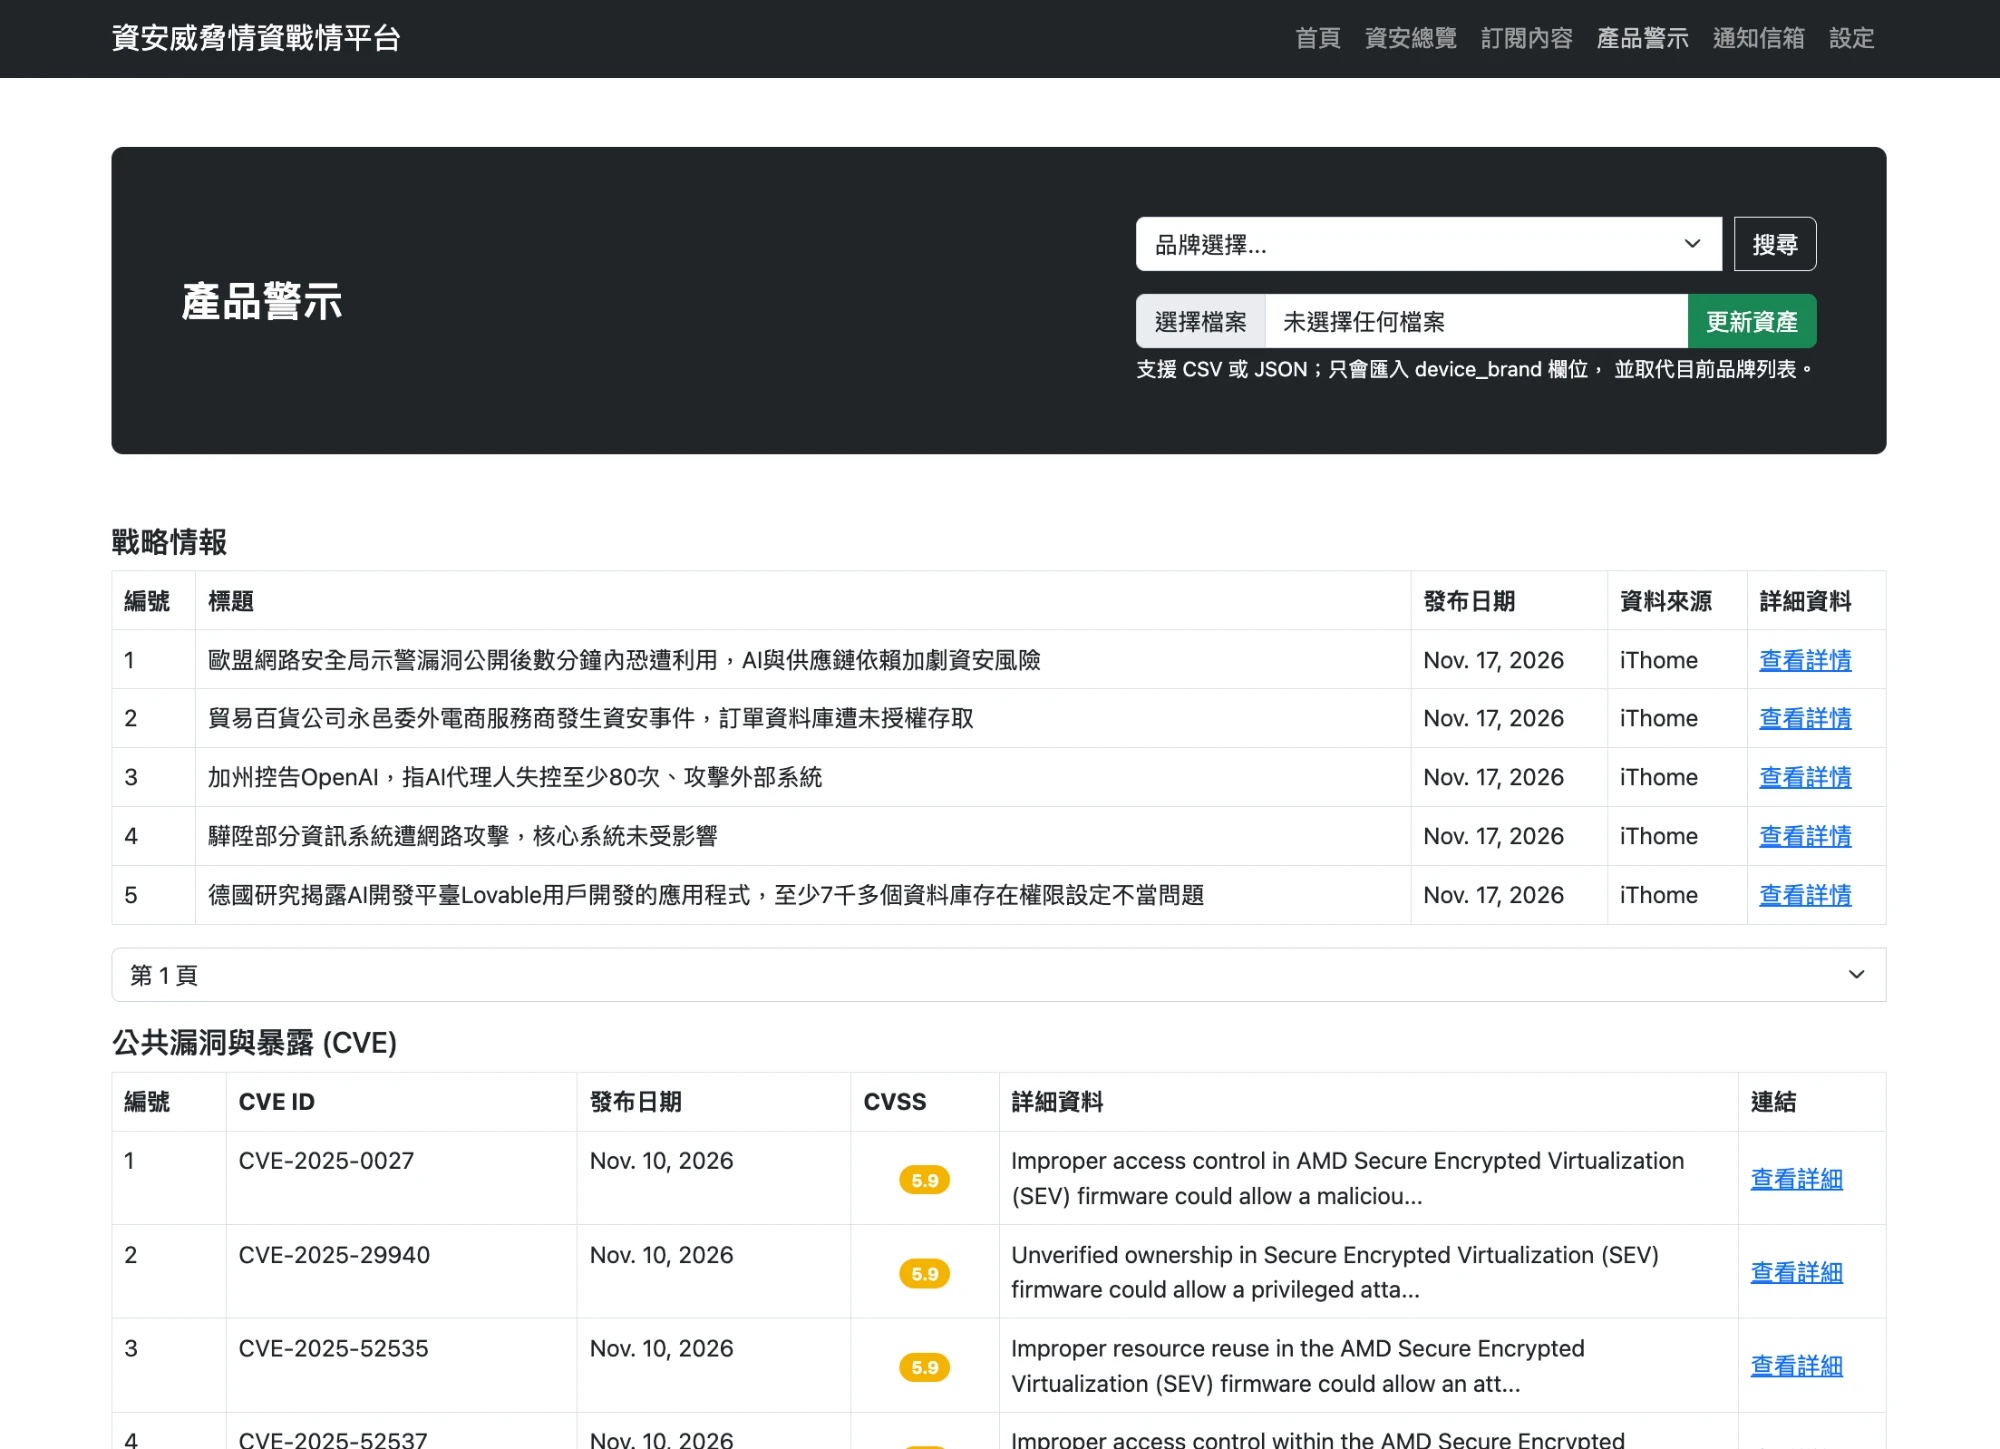 資安威脅情資戰情平台
首頁 資安總覽 訂閱內容 產品警示 通知信箱 設定
產品警示
品牌選擇... 搜尋
選擇檔案 未選擇任何檔案 更新資產
支援 CSV 或 JSON；只會匯入 device_brand 欄位， 並取代目前品牌列表。
戰略情報
編號 標題 發布日期 資料來源 詳細資料
1 歐盟網路安全局示警漏洞公開後數分鐘內恐遭利用，AI與供應鏈依賴加劇資安風險 Nov. 17, 2026 iThome 查看詳情
2 貿易百貨公司永邑委外電商服務商發生資安事件，訂單資料庫遭未授權存取 Nov. 17, 2026 iThome 查看詳情
3 加州控告OpenAI，指AI代理人失控至少80次、攻擊外部系統 Nov. 17, 2026 iThome 查看詳情
4 驊陞部分資訊系統遭網路攻擊，核心系統未受影響 Nov. 17, 2026 iThome 查看詳情
5 德國研究揭露AI開發平臺Lovable用戶開發的應用程式，至少7千多個資料庫存在權限設定不當問題 Nov. 17, 2026 iThome 查看詳情
第 1 頁
公共漏洞與暴露 (CVE)
編號 CVE ID 發布日期 CVSS 詳細資料 連結
1 CVE-2025-0027 Nov. 10, 2026 5.9 Improper access control in AMD Secure Encrypted Virtualization
(SEV) firmware could allow a maliciou... 查看詳細
2 CVE-2025-29940 Nov. 10, 2026 5.9 Unverified ownership in Secure Encrypted Virtualization (SEV)
firmware could allow a privileged atta... 查看詳細
3 CVE-2025-52535 Nov. 10, 2026 5.9 Improper resource reuse in the AMD Secure Encrypted
Virtualization (SEV) firmware could allow an att... 查看詳細
4 CVE-2025-52537 Nov. 10, 2026 Improper access control within the AMD Secure Encrypted